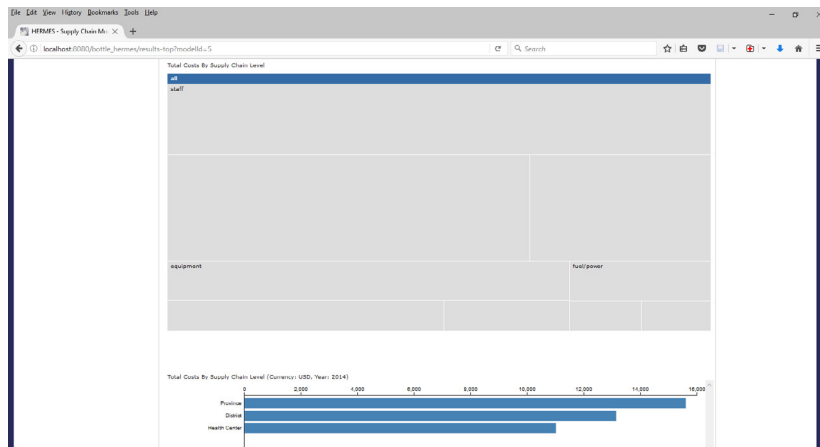 File Edit View History Bookmarks Tools Help
HERMES - Supply Chain Mo
localhost:8080/bottle_hermes/results-top?modelId=5
Search
Total Costs By Supply Chain Level
all
staff
equipment fuel/power
Total Costs By Supply Chain Level (Currency: USD, Year: 2014)
0 2,000 4,000 6,000 8,000 10,000 12,000 14,000 16,000
Province
District
Health Center